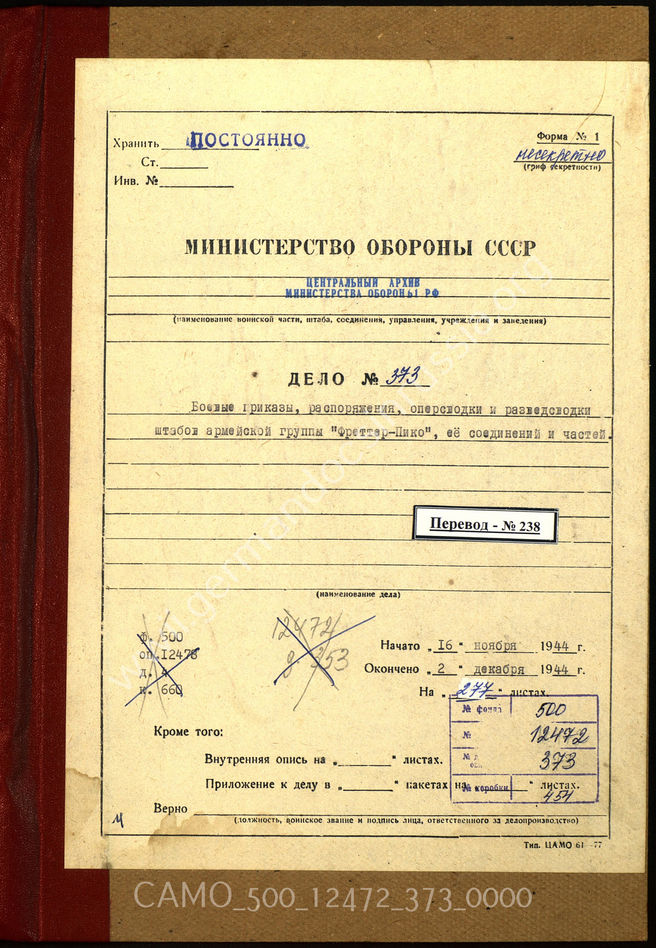 Хранить ПОСТОЯННО
Ст.
Инв. №
Форма № 1
несекретно
(гриф секретности)
МИНИСТЕРСТВО ОБОРОНЫ СССР
ЦЕНТРАЛЬНЫЙ АРХИВ
МИНИСТЕРСТВА ОБОРОНЫ РФ
(наименование воинской части, штаба, соединения, управления, учреждения и заведения)
ДЕЛО № 373
Боевые приказы, распоряжения, оперсводки и разведсводки
штабов армейской группы "Фреттер-Пико", её соединений и частей.
Перевод - № 238
(наименование дела)
ф. 500
оп. 12478
д. 4
к. 660
12472
353
Начато „16" ноября 1944 г.
Окончено „2" декабря 1944 г.
На „277" листах.
№ фонда 500
№ 12472
№ 373
№ коробки 454
Кроме того:
Внутренняя опись на „ " листах.
Приложение к делу в „ " пакетах на „ " листах.
Верно
(должность, воинское звание и подпись лица, ответственного за делопроизводство)
Тип. ЦАМО 61 -77
CAMO_500_12472_373_0000